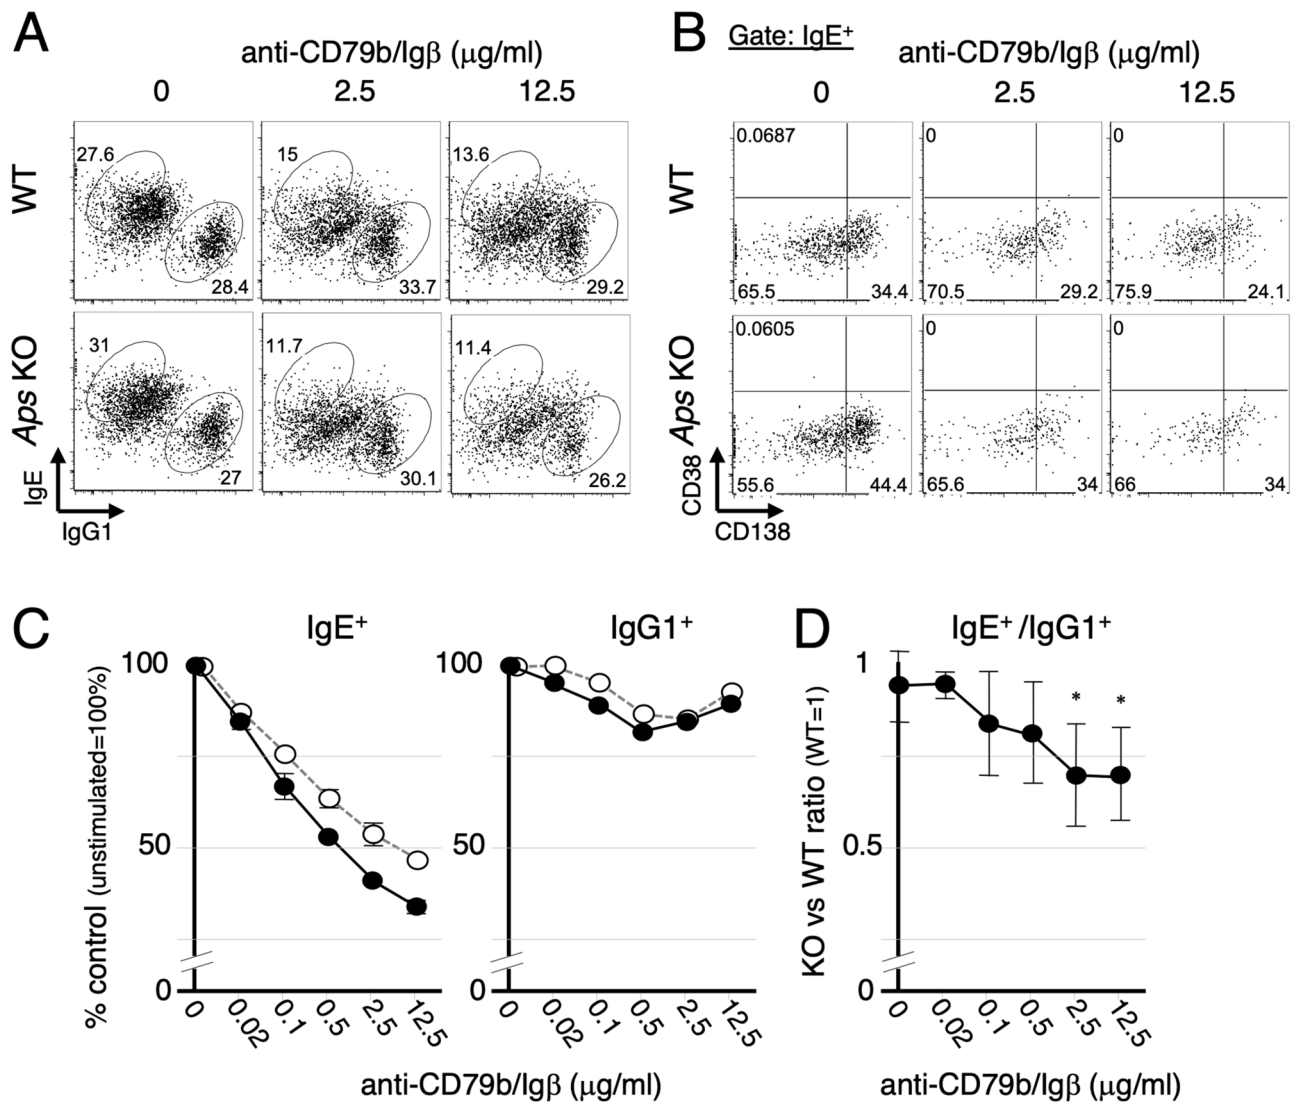 A
anti-CD79b/Igβ (μg/ml)
0 2.5 12.5
WT
27.6
28.4
15
33.7
13.6
29.2
Aps KO
31
27
11.7
30.1
11.4
26.2
IgE
IgG1
B
Gate: IgE+
anti-CD79b/Igβ (μg/ml)
0 2.5 12.5
WT
0.0687
65.5 34.4
0
70.5 29.2
0
75.9 24.1
Aps KO
0.0605
55.6 44.4
0
65.6 34
0
66 34
CD38
CD138
C
IgE+
% control (unstimulated=100%)
100
50
0
0 0.02 0.1 0.5 2.5 12.5
IgG1+
100
50
0
0 0.02 0.1 0.5 2.5 12.5
anti-CD79b/Igβ (μg/ml)
D
IgE+ /IgG1+
KO vs WT ratio (WT=1)
1
0.5
0
* *
0 0.02 0.1 0.5 2.5 12.5
anti-CD79b/Igβ (μg/ml)